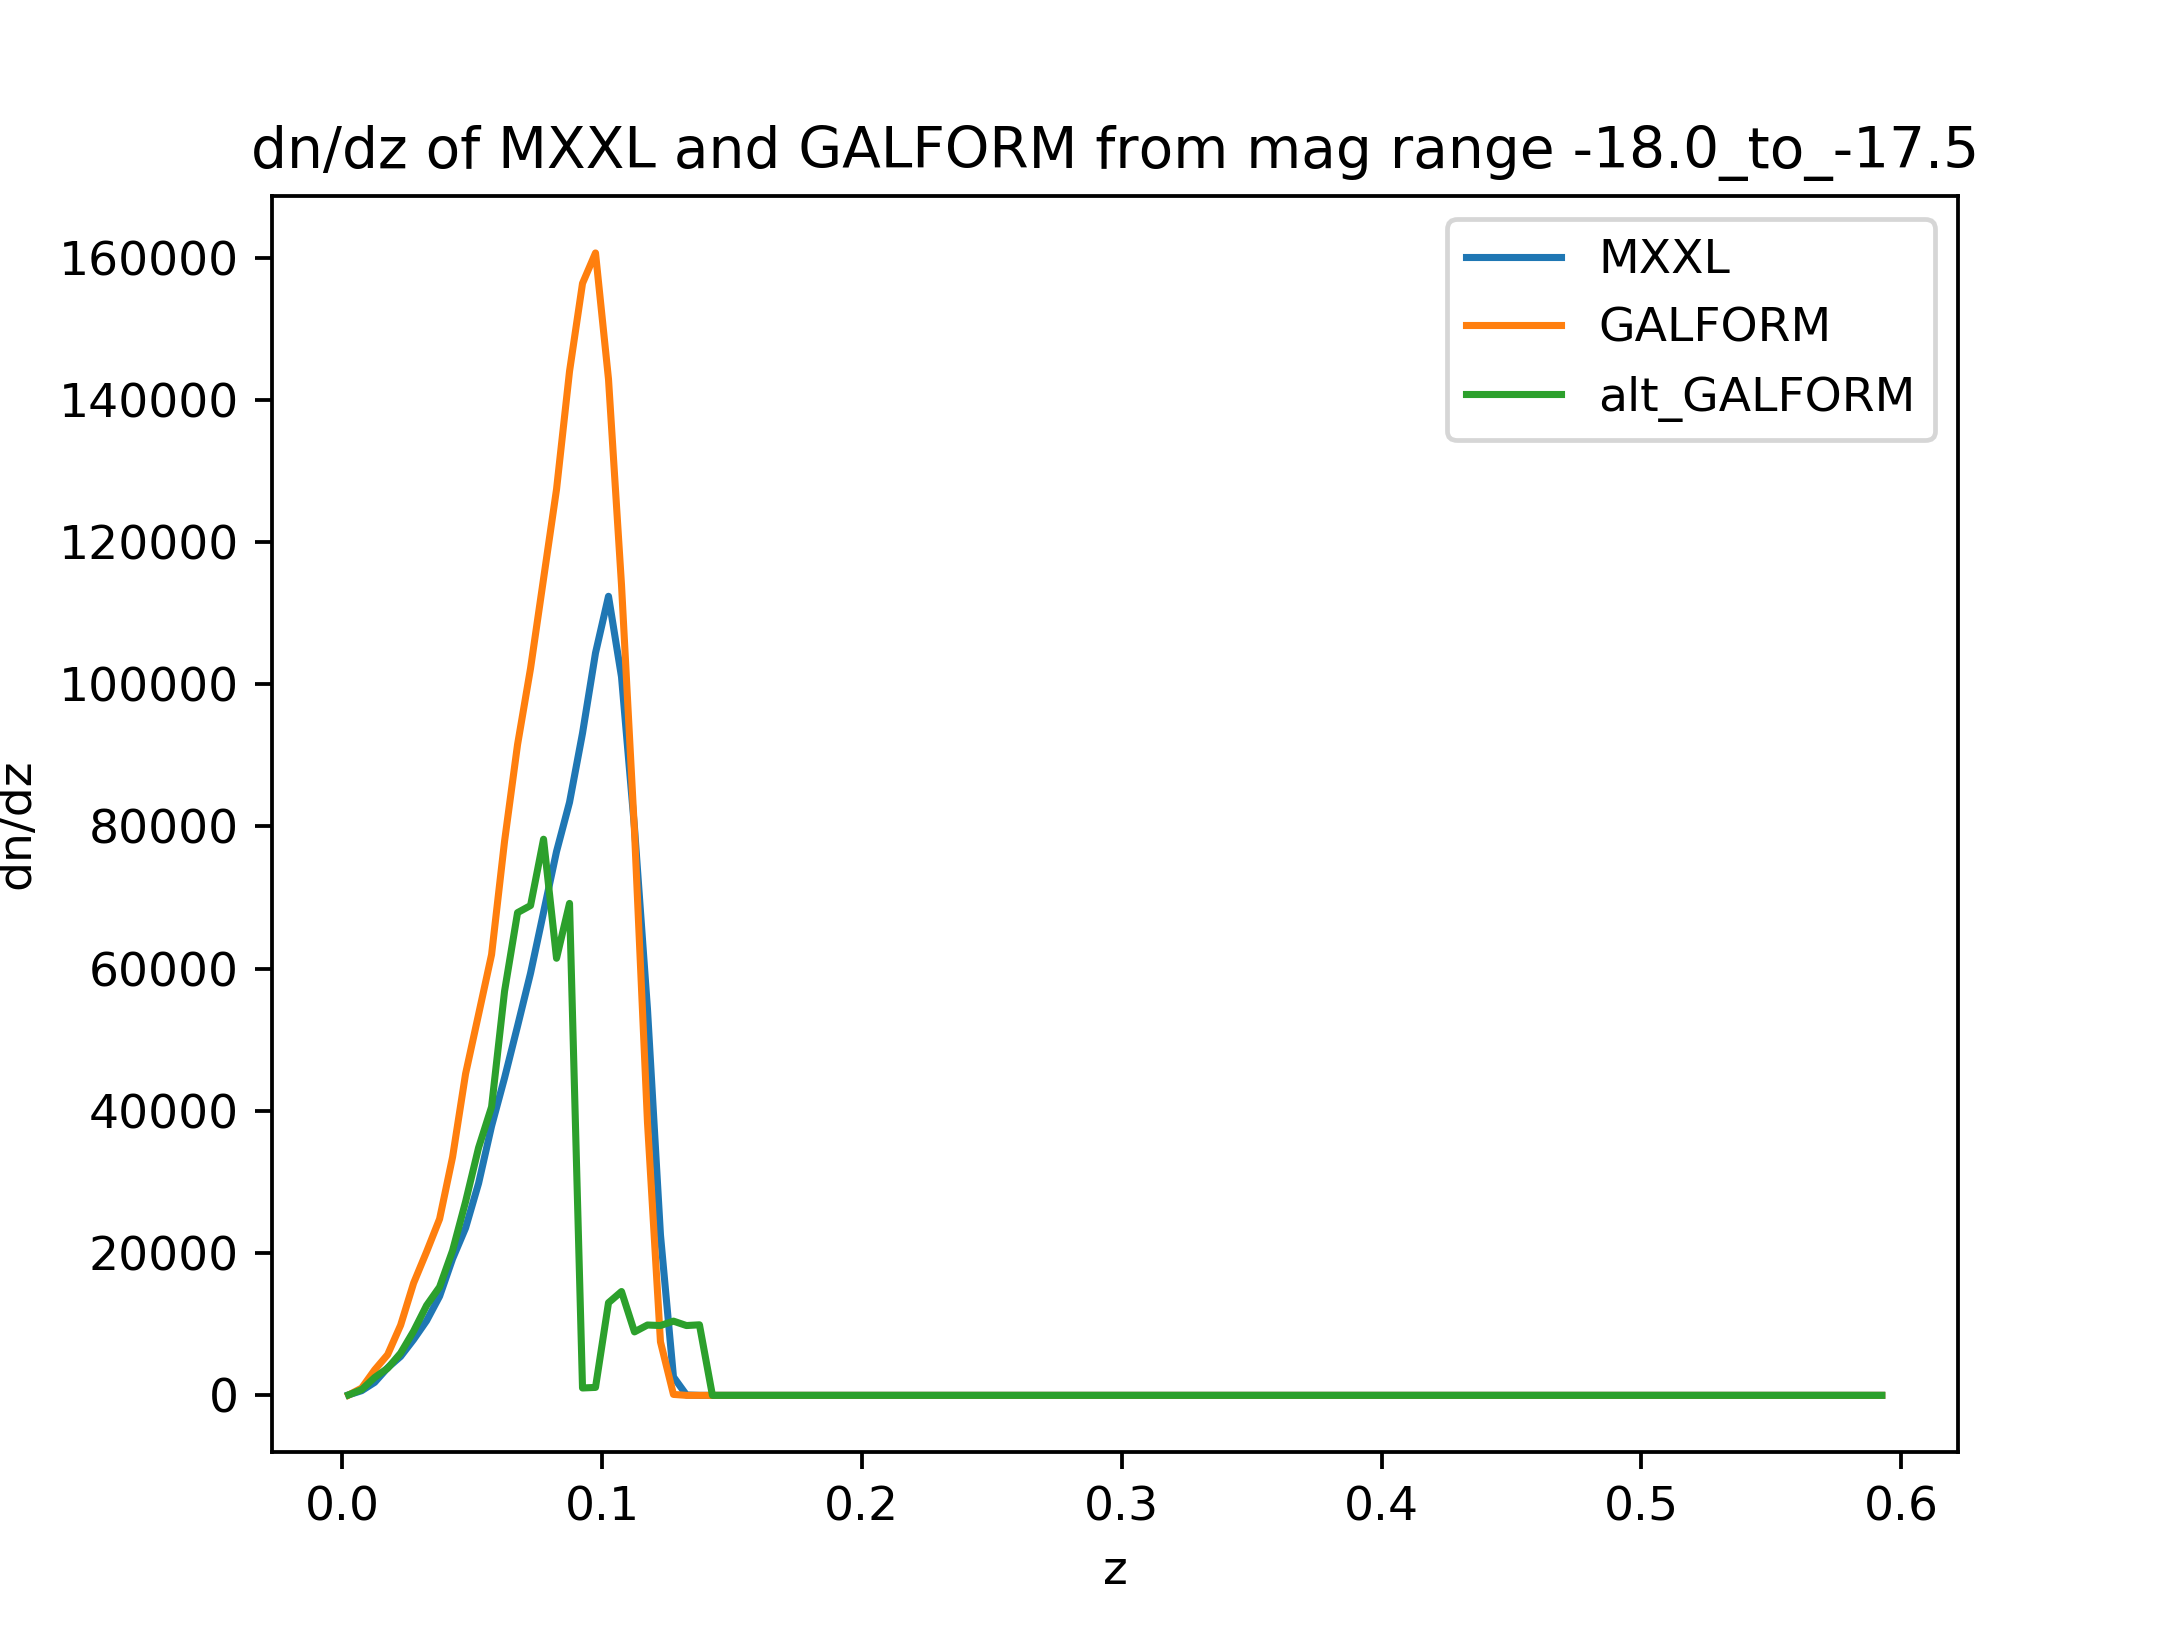 dn/dz of MXXL and GALFORM from mag range -18.0_to_-17.5
MXXL
GALFORM
alt_GALFORM
160000
140000
120000
100000
80000
60000
40000
20000
0
dn/dz
0.0 0.1 0.2 0.3 0.4 0.5 0.6
z